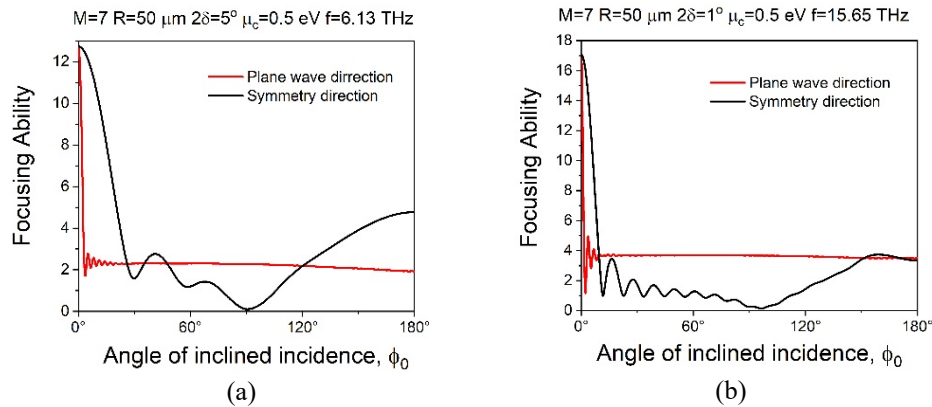 M=7 R=50 μm 2δ=5° μc=0.5 eV f=6.13 THz
12
10
8
6
4
2
0
Focusing Ability
Plane wave dirrection
Symmetry direction
0°
60°
120°
180°
Angle of inclined incidence, ϕ0
(a)
M=7 R=50 μm 2δ=1° μc=0.5 eV f=15.65 THz
18
16
14
12
10
8
6
4
2
0
Focusing Ability
Plane wave direction
Symmetry direction
0°
60°
120°
180°
Angle of inclined incidence, ϕ0
(b)